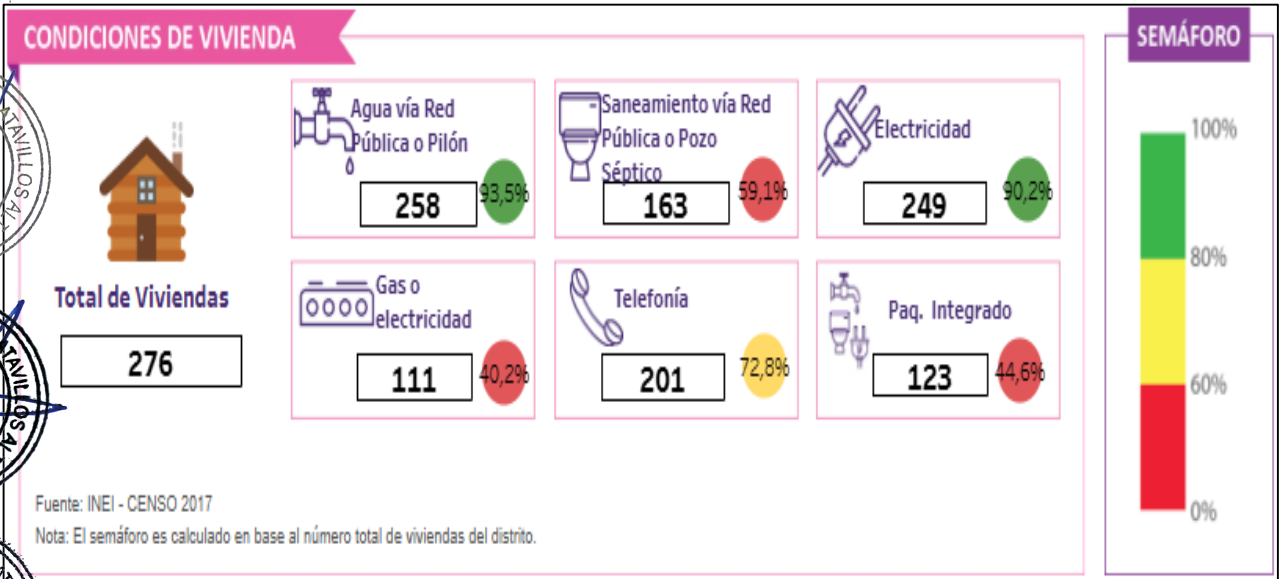 CONDICIONES DE VIVIENDA
SEMÁFORO
Agua vía Red
Pública o Pilón
258
93,5%
Saneamiento vía Red
Pública o Pozo
Séptico
163
59,1%
Electricidad
249
90,2%
Total de Viviendas
276
Gas o
electricidad
111
40,2%
Telefonía
201
72,8%
Paq. Integrado
123
44,6%
100%
80%
60%
0%
Fuente: INEI - CENSO 2017
Nota: El semáforo es calculado en base al número total de viviendas del distrito.